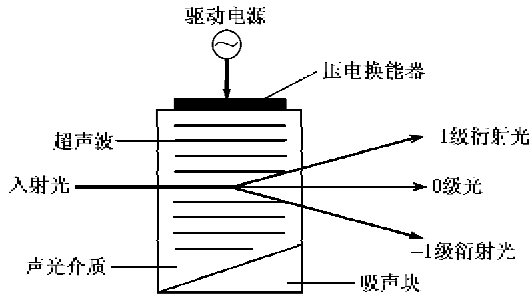 驱动电源
压电换能器
超声波
1级衍射光
入射光
0级光
-1级衍射光
声光介质
吸声块